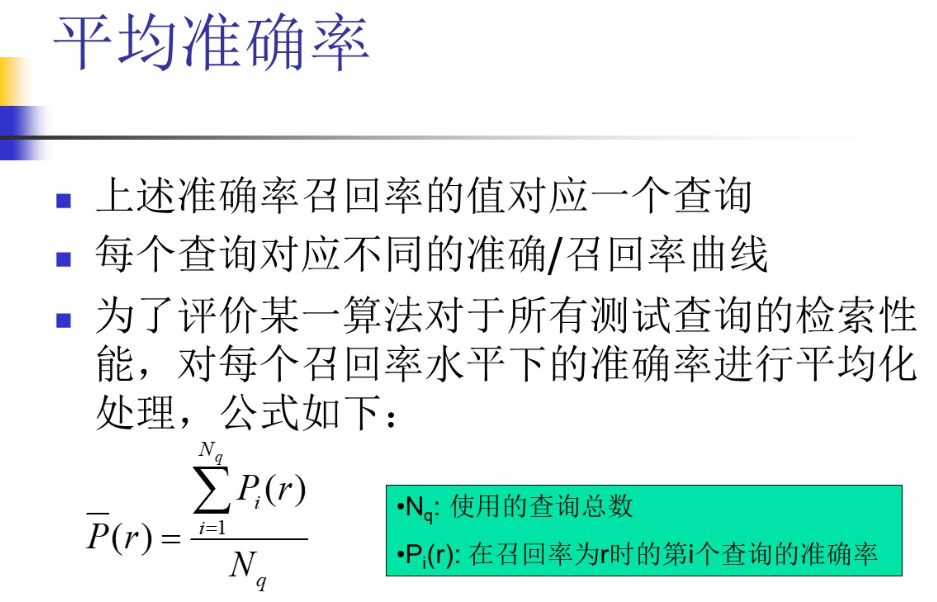 平均准确率
上述准确率召回率的值对应一个查询
每个查询对应不同的准确/召回率曲线
为了评价某一算法对于所有测试查询的检索性
能，对每个召回率水平下的准确率进行平均化
处理，公式如下：
P̅(r) = ∑_{i=1}^{N_q} P_i(r) / N_q
•N_q: 使用的查询总数
•P_i(r): 在召回率为r时的第i个查询的准确率